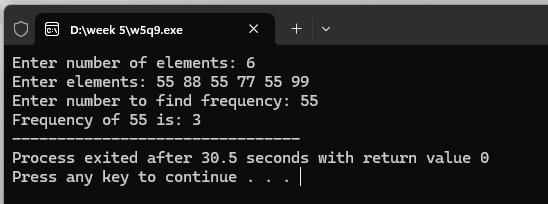 D:\week 5\w5q9.exe
Enter number of elements: 6
Enter elements: 55 88 55 77 55 99
Enter number to find frequency: 55
Frequency of 55 is: 3
--------------------------------
Process exited after 30.5 seconds with return value 0
Press any key to continue . . .